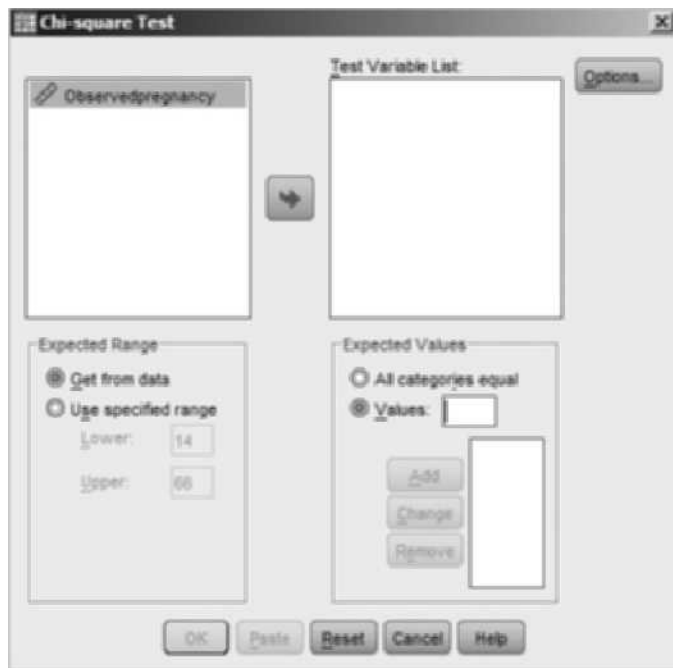 Chi-square Test
Test Variable List:
Options...
Observedpregnancy
Expected Range
Get from data
Use specified range
Lower: 14
Upper: 66
Expected Values
All categories equal
Values:
Add
Change
Remove
OK Paste Reset Cancel Help